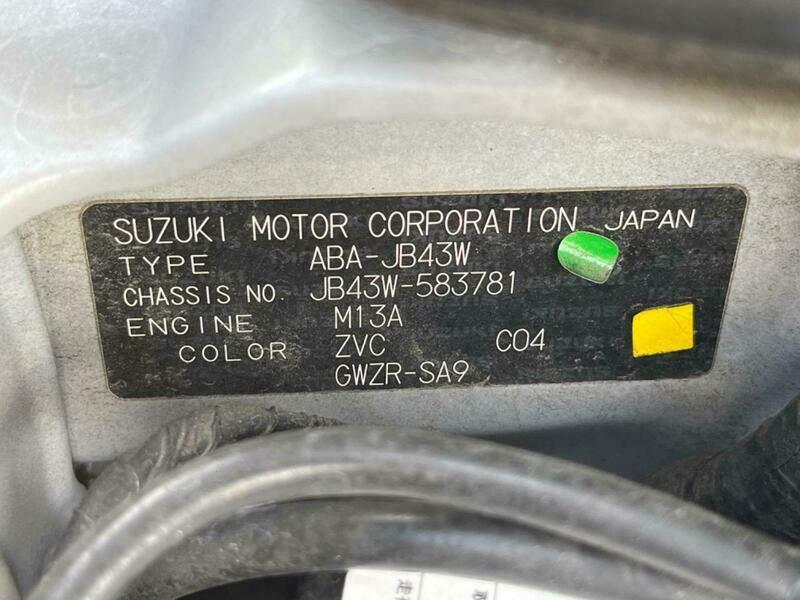 SUZUKI MOTOR CORPORATION JAPAN
TYPE ABA-JB43W
CHASSIS NO. JB43W-583781
ENGINE M13A
COLOR ZVC C04
GWZR-SA9